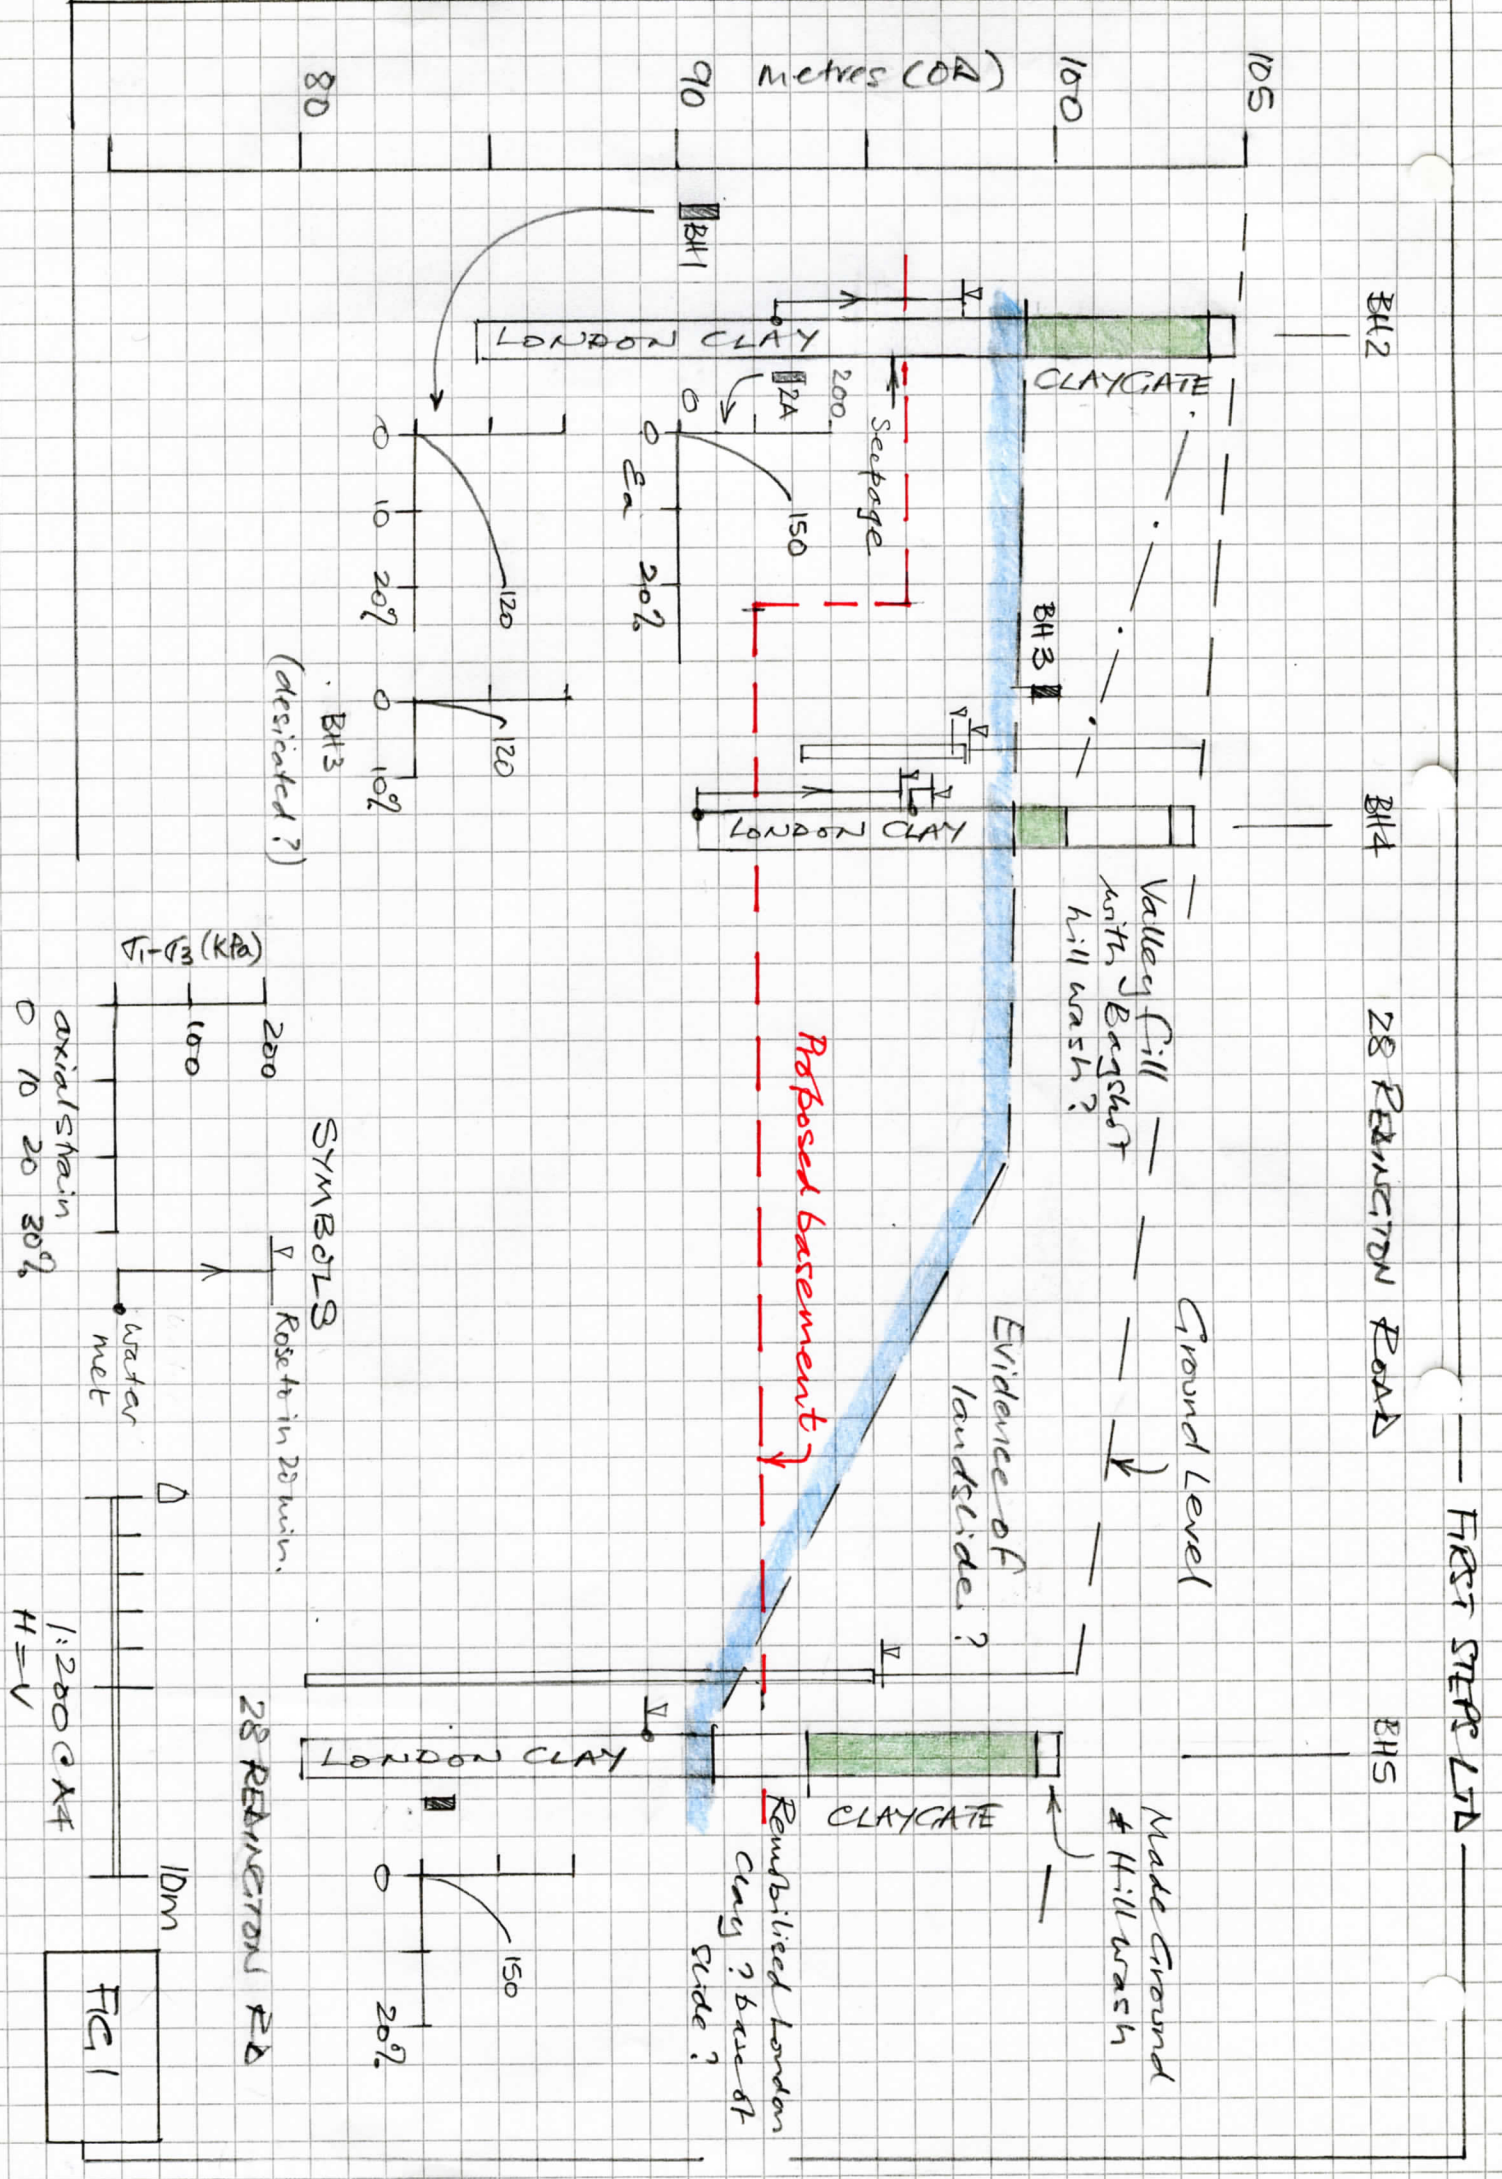 FIRST STEPS LTD
28 REDINGTON ROAD
BH2
BH4
BH5
105
100
metres (OD)
90
80
CLAYGATE
LONDON CLAY
BH1
Seepage
200
2A
0
150
0
Ea
20%
BH3
0
10
20%
120
0
10%
120
BH3
(desicated?)
LONDON CLAY
Valley fill
with Bagshot
hill wash?
Ground Level
Evidence of
landslide?
Proposed basement
Made Ground
& Hillwash
CLAYGATE
LONDON CLAY
Remobilised London
Clay? base of
slide?
0
150
20%
SYMBOLS
σ1-σ3 (kPa)
200
100
axial strain
0 10 20 30%
Rose to in 20 min.
water
met
0
10m
1:200 @ A4
H=V
28 REDINGTON RD
FIG 1